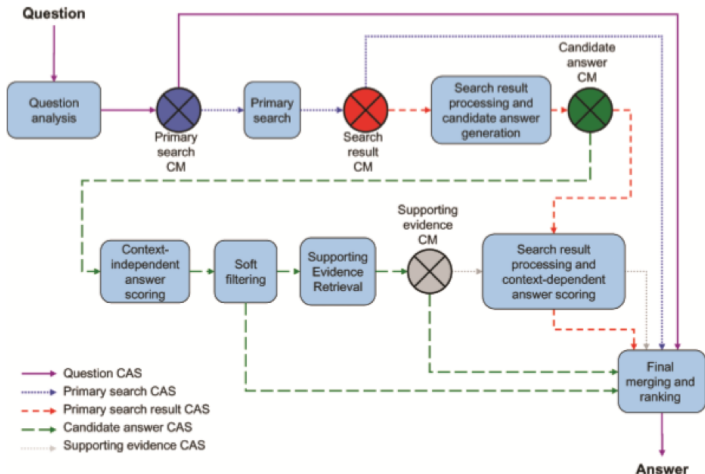 Question
Candidate
answer
CM
Question
analysis
Primary
search
CM
Primary
search
Search
result
CM
Search result
processing and
candidate answer
generation
Supporting
evidence
CM
Context-
independent
answer
scoring
Soft
filtering
Supporting
Evidence
Retrieval
Search result
processing and
context-dependent
answer scoring
Final
merging and
ranking
Question CAS
Primary search CAS
Primary search result CAS
Candidate answer CAS
Supporting evidence CAS
Answer